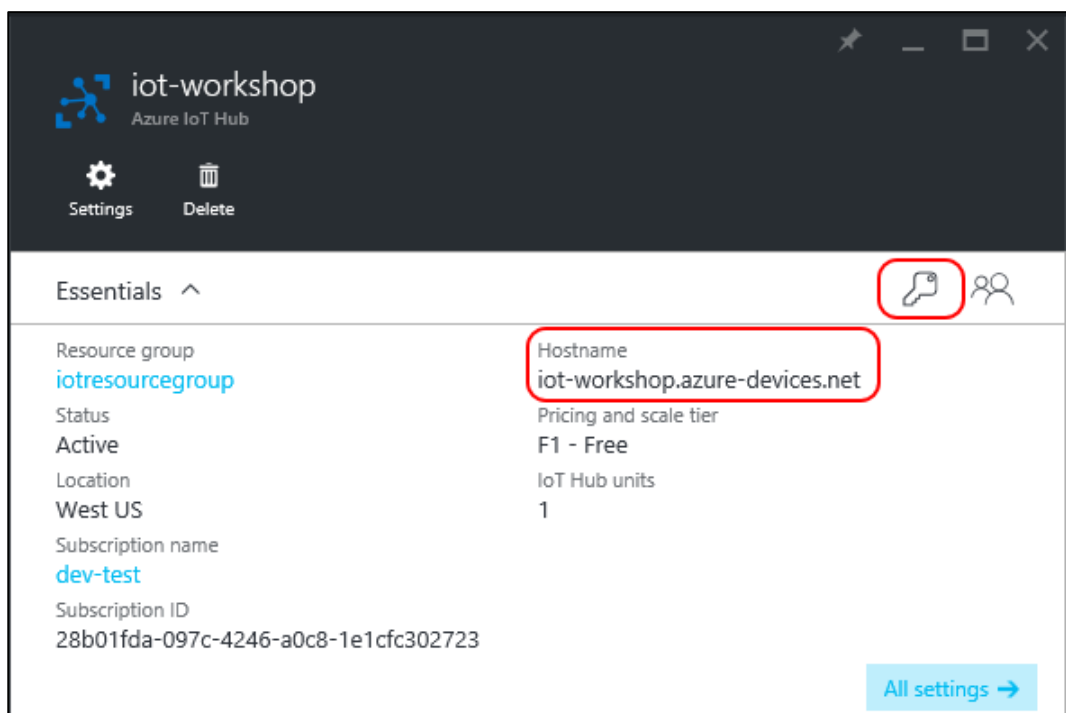 iot-workshop
Azure IoT Hub
Settings
Delete
Essentials
Resource group
iotresourcegroup
Status
Active
Location
West US
Subscription name
dev-test
Subscription ID
28b01fda-097c-4246-a0c8-1e1cfc302723
Hostname
iot-workshop.azure-devices.net
Pricing and scale tier
F1 - Free
IoT Hub units
1
All settings →